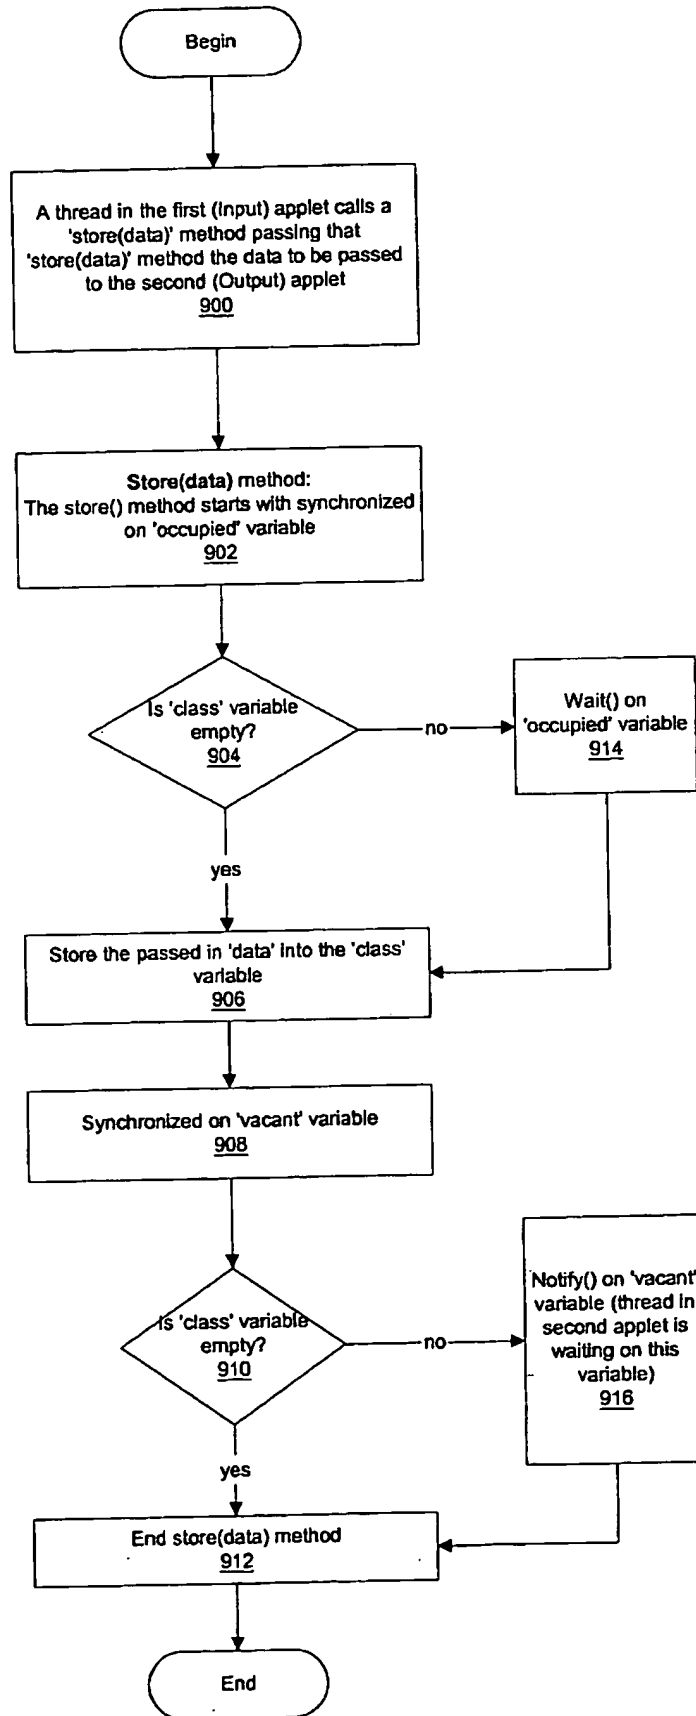 Begin
A thread in the first (Input) applet calls a
'store(data)' method passing that
'store(data)' method the data to be passed
to the second (Output) applet
900
Store(data) method:
The store() method starts with synchronized
on 'occupied' variable
902
Is 'class' variable
empty?
904
no
Wait() on
'occupied' variable
914
yes
Store the passed in 'data' into the 'class'
variable
906
Synchronized on 'vacant' variable
908
Is 'class' variable
empty?
910
no
Notify() on 'vacant'
variable (thread in
second applet is
waiting on this
variable)
916
yes
End store(data) method
912
End